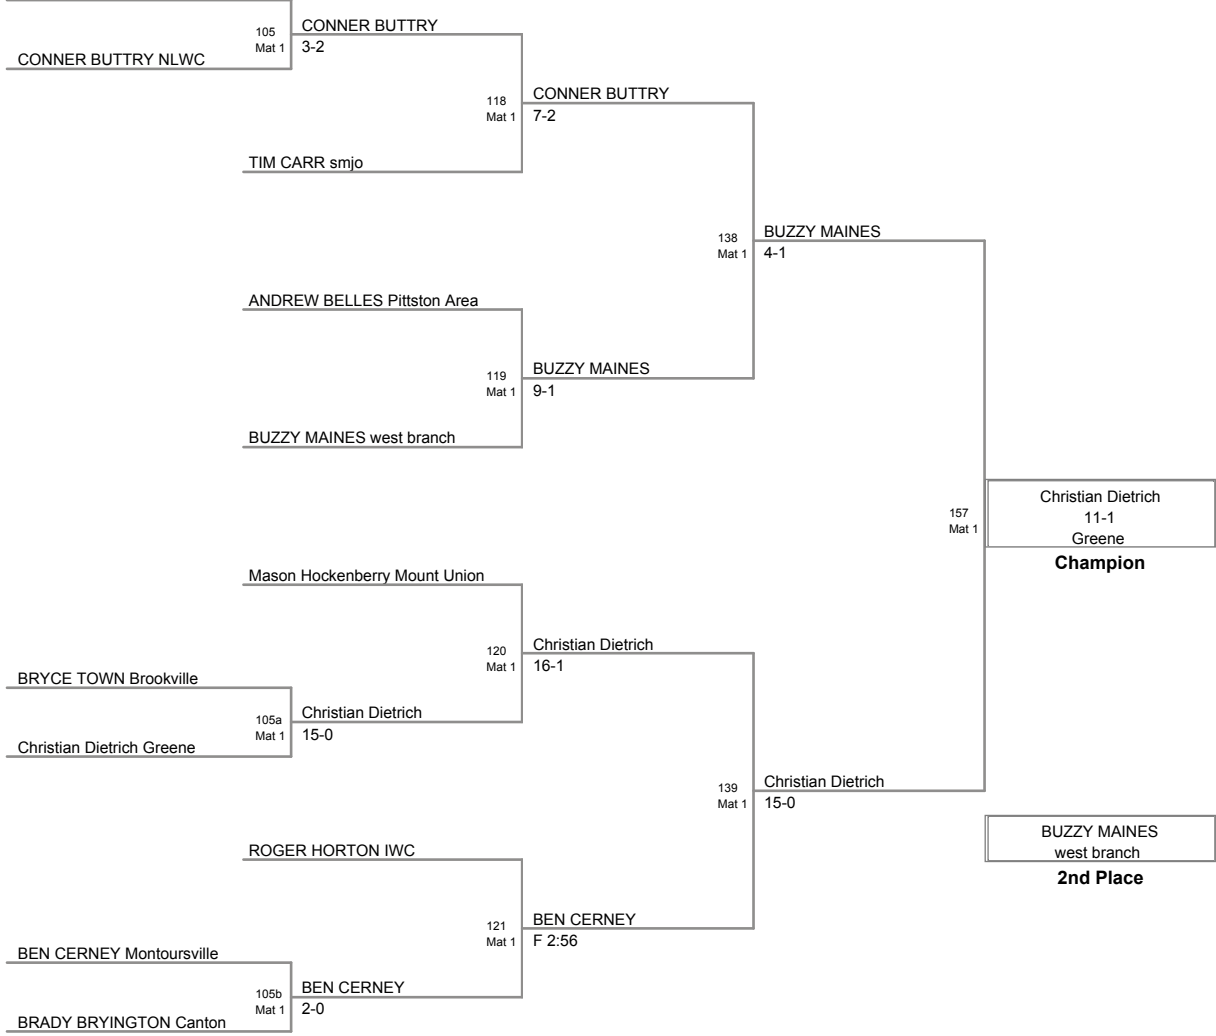 105
Mat 1
CONNER BUTTRY
3-2
CONNER BUTTRY NLWC
118
Mat 1
CONNER BUTTRY
7-2
TIM CARR smjo
138
Mat 1
BUZZY MAINES
4-1
ANDREW BELLES Pittston Area
119
Mat 1
BUZZY MAINES
9-1
BUZZY MAINES west branch
157
Mat 1
Christian Dietrich
11-1
Greene
Champion
Mason Hockenberry Mount Union
120
Mat 1
Christian Dietrich
16-1
BRYCE TOWN Brookville
105a
Mat 1
Christian Dietrich
15-0
Christian Dietrich Greene
139
Mat 1
Christian Dietrich
15-0
BUZZY MAINES
west branch
2nd Place
ROGER HORTON IWC
121
Mat 1
BEN CERNEY
F 2:56
BEN CERNEY Montoursville
105b
Mat 1
BEN CERNEY
2-0
BRADY BRYINGTON Canton